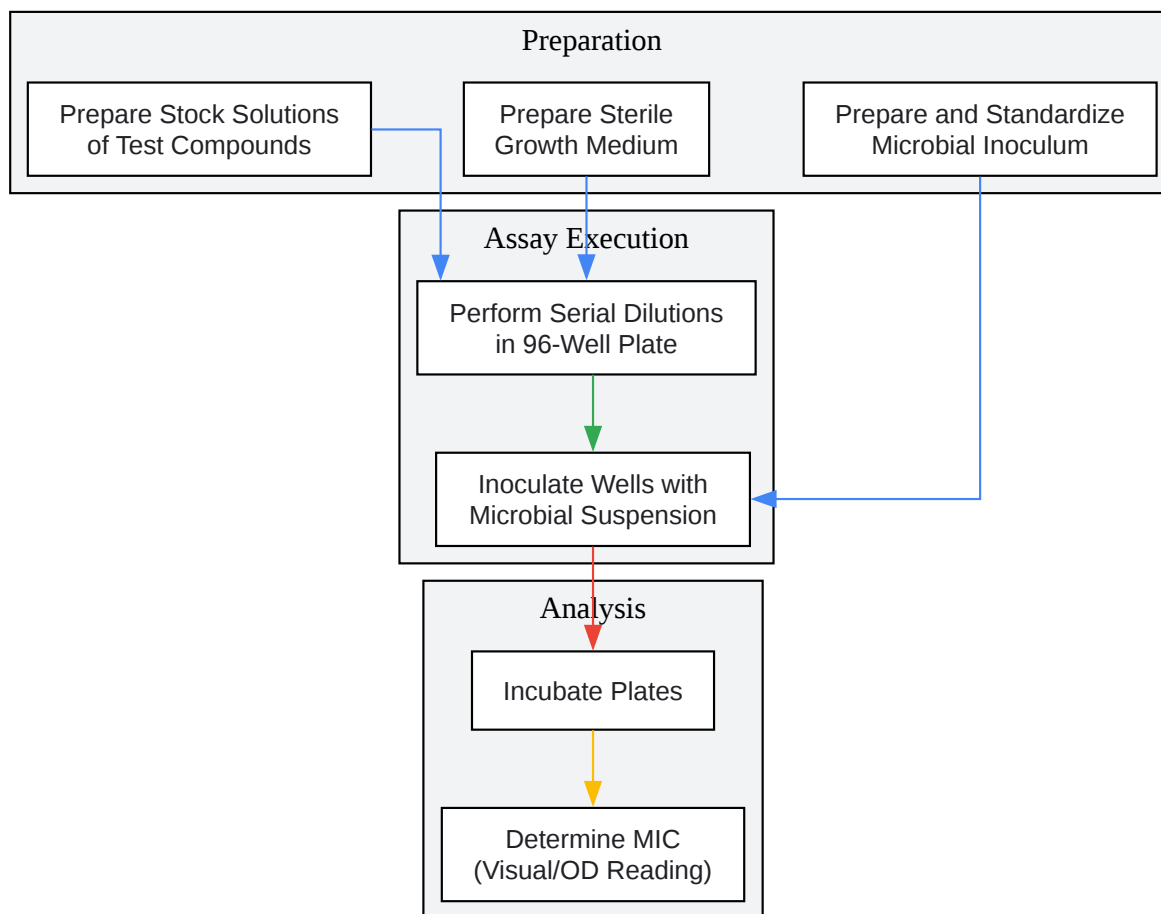 Preparation
Prepare Stock Solutions
of Test Compounds
Prepare Sterile
Growth Medium
Prepare and Standardize
Microbial Inoculum
Assay Execution
Perform Serial Dilutions
in 96-Well Plate
Inoculate Wells with
Microbial Suspension
Analysis
Incubate Plates
Determine MIC
(Visual/OD Reading)